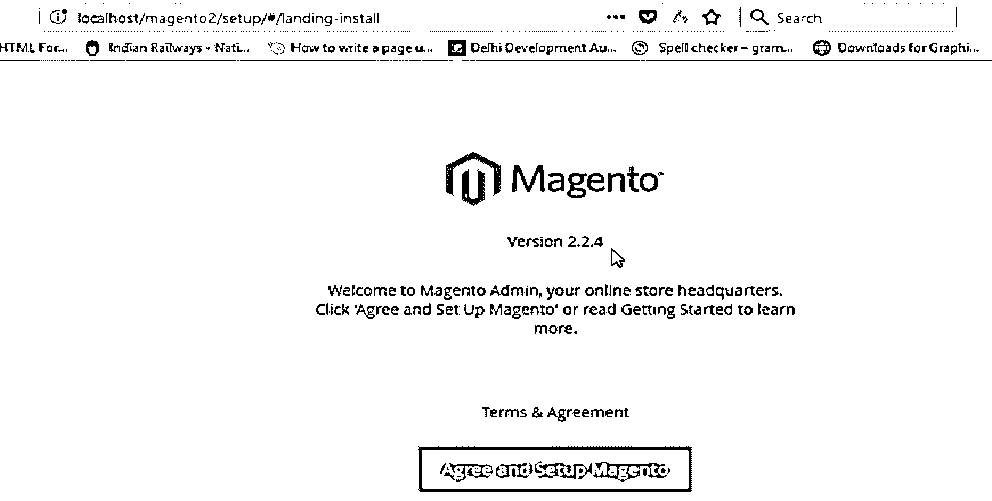 localhost/magento2/setup/#/landing-install
Search
HTML For... Indian Railways - Nati... How to write a page u... Delhi Development Au... Spell checker – gram... Downloads for Graphi...
Magento
Version 2.2.4
Welcome to Magento Admin, your online store headquarters.
Click 'Agree and Set Up Magento' or read Getting Started to learn
more.
Terms & Agreement
Agree and Setup Magento